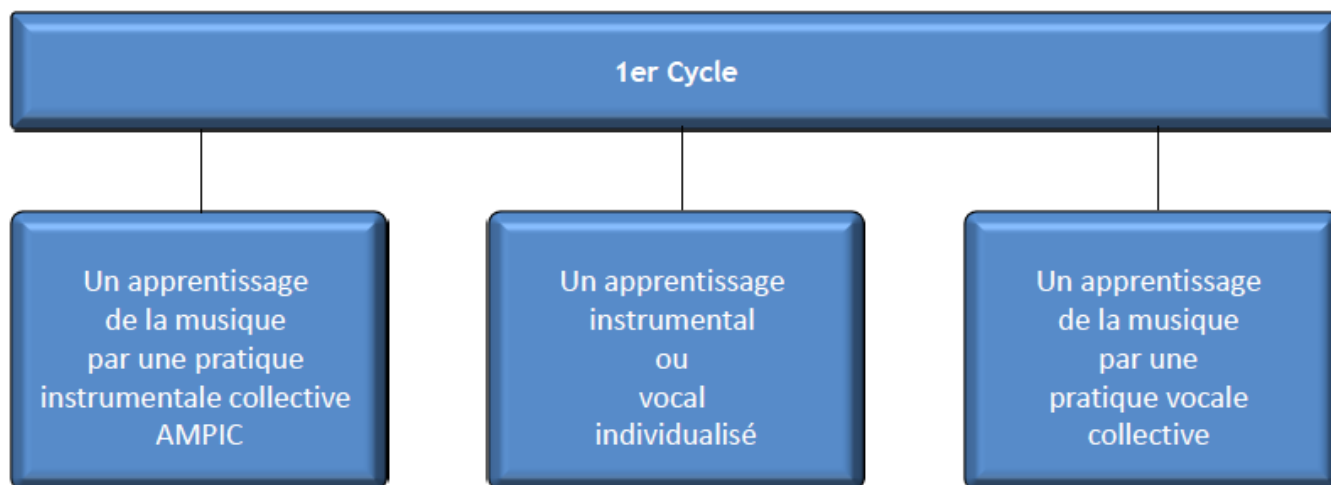 1er Cycle
Un apprentissage
de la musique
par une pratique
instrumentale collective
AMPIC
Un apprentissage
instrumental
ou
vocal
individualisé
Un apprentissage
de la musique
par une
pratique vocale
collective